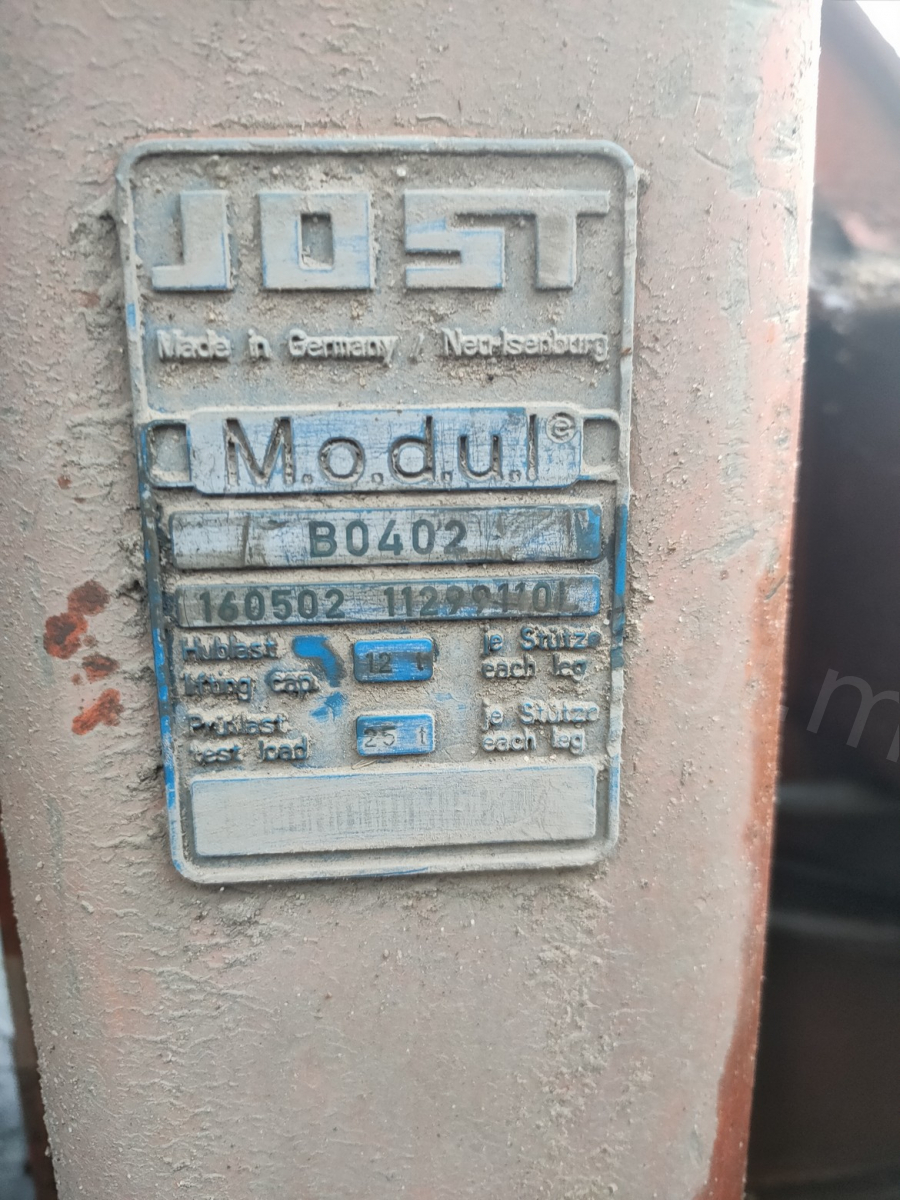 JOST
Made in Germany / Neu-Isenburg
M.o.d.u.l®
B0402
160502 11299110L
Hublast 12 t je Stütze
lifting cap. each leg
Prüflast 25 t je Stütze
test load each leg
.m